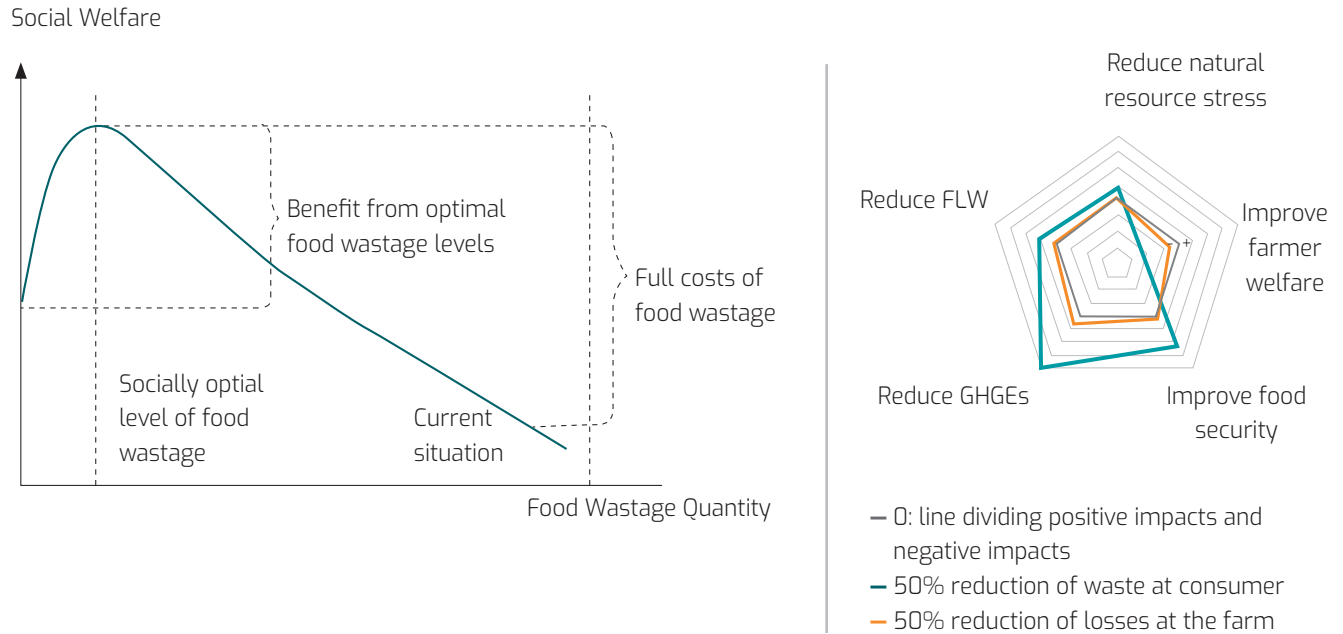 Social Welfare
Benefit from optimal
food wastage levels
Full costs of
food wastage
Socially optial
level of food
wastage
Current
situation
Food Wastage Quantity
Reduce natural
resource stress
Reduce FLW
Improve
farmer
welfare
- +
Reduce GHGEs
Improve food
security
0: line dividing positive impacts and
negative impacts
50% reduction of waste at consumer
50% reduction of losses at the farm